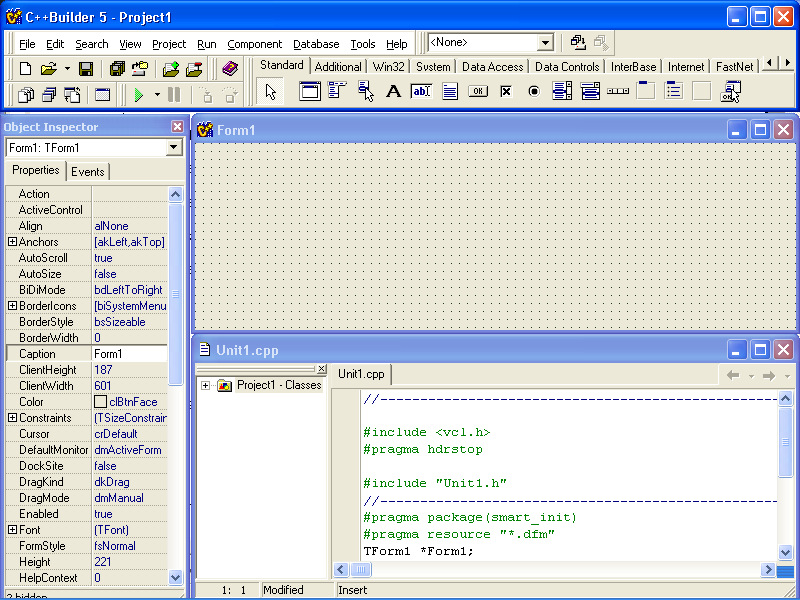 C++Builder 5 - Project1
File Edit Search View Project Run Component Database Tools Help <None>
Standard Additional Win32 System Data Access Data Controls InterBase Internet FastNet
A ab OK
Object Inspector
Form1: TForm1
Properties Events
Action
ActiveControl
Align alNone
Anchors [akLeft,akTop]
AutoScroll true
AutoSize false
BiDiMode bdLeftToRight
BorderIcons [biSystemMenu
BorderStyle bsSizeable
BorderWidth 0
Caption Form1
ClientHeight 187
ClientWidth 601
Color clBtnFace
Constraints (TSizeConstrain
Cursor crDefault
DefaultMonitor dmActiveForm
DockSite false
DragKind dkDrag
DragMode dmManual
Enabled true
Font (TFont)
FormStyle fsNormal
Height 221
HelpContext 0
2 hidden
Form1
Unit1.cpp
Project1 - Classes
Unit1.cpp
//---------------------------------------------------
#include <vcl.h>
#pragma hdrstop
#include "Unit1.h"
//---------------------------------------------------
#pragma package(smart_init)
#pragma resource "*.dfm"
TForm1 *Form1;
1: 1 Modified Insert